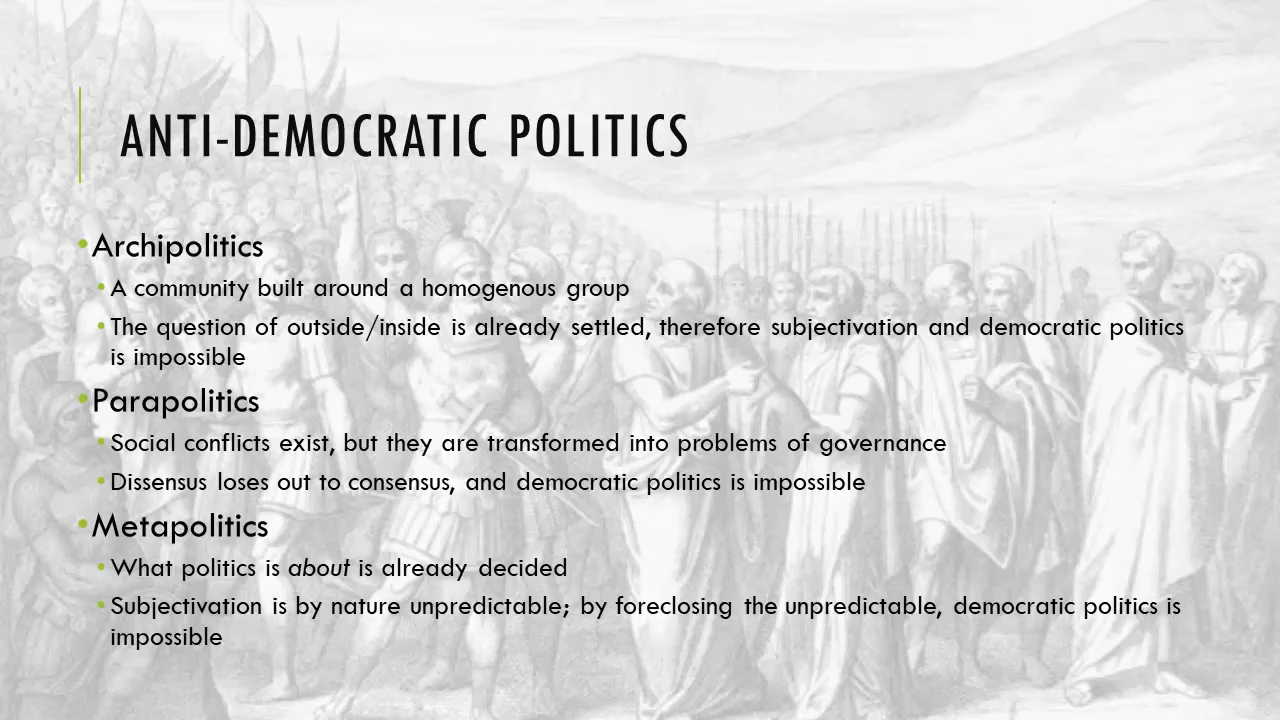 ANTI-DEMOCRATIC POLITICS
•Archipolitics
•A community built around a homogenous group
•The question of outside/inside is already settled, therefore subjectivation and democratic politics
is impossible
•Parapolitics
•Social conflicts exist, but they are transformed into problems of governance
•Dissensus loses out to consensus, and democratic politics is impossible
•Metapolitics
•What politics is about is already decided
•Subjectivation is by nature unpredictable; by foreclosing the unpredictable, democratic politics is
impossible